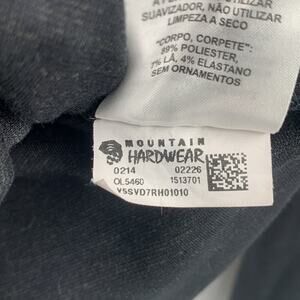 SUAVIZADOR, NÃO UTILIZAR
LIMPEZA A SECO
"CORPO, CORPETE":
89% POLIESTER,
7% LÃ, 4% ELASTANO
SEM ORNAMENTOS
MOUNTAIN
HARDWEAR
0214 02226
OL5460 1513701
Y5SVD7RH01010